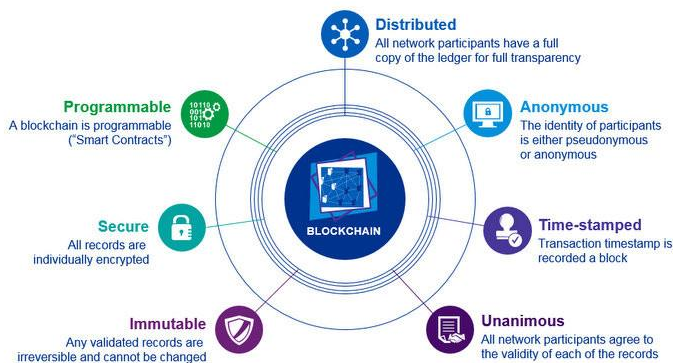 Distributed
All network participants have a full
copy of the ledger for full transparency
Programmable
A blockchain is programmable
("Smart Contracts")
10110
001
101
11010
Anonymous
The identity of participants
is either pseudonymous
or anonymous
BLOCKCHAIN
Secure
All records are
individually encrypted
Time-stamped
Transaction timestamp is
recorded a block
Immutable
Any validated records are
irreversible and cannot be changed
Unanimous
All network participants agree to
the validity of each of the records